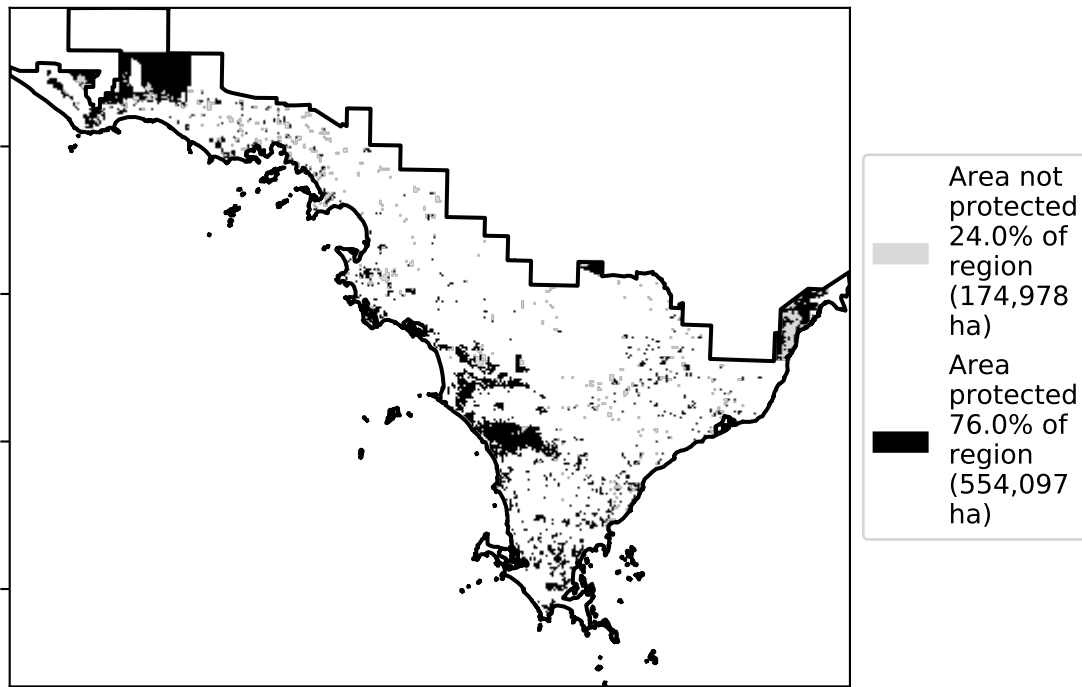 Area not
protected
24.0% of
region
(174,978
ha)
Area
protected
76.0% of
region
(554,097
ha)